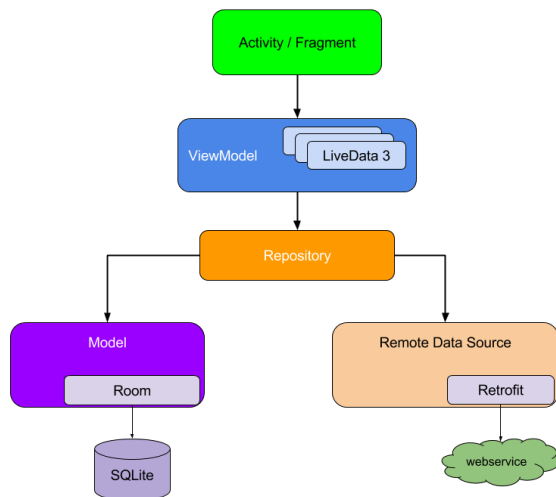 Activity / Fragment
ViewModel
LiveData 3
Repository
Model
Remote Data Source
Room
Retrofit
SQLite
webservice